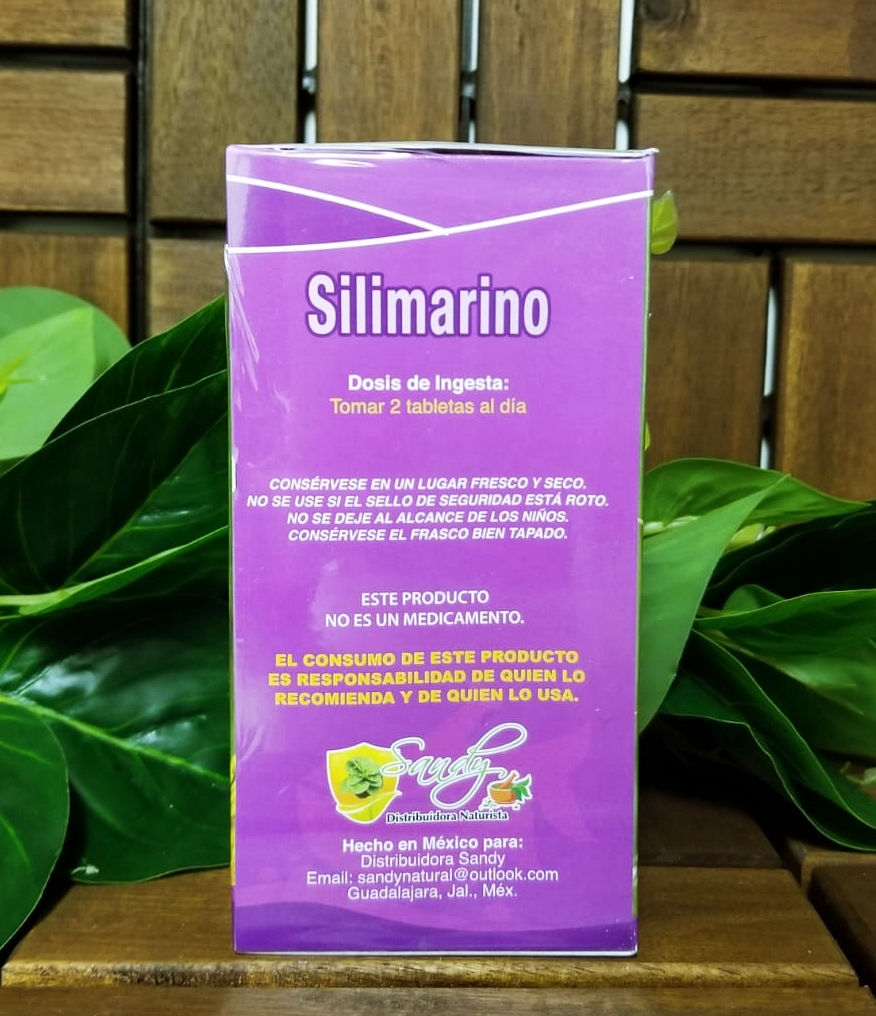 Silimarino
Dosis de Ingesta:
Tomar 2 tabletas al día
CONSÉRVESE EN UN LUGAR FRESCO Y SECO.
NO SE USE SI EL SELLO DE SEGURIDAD ESTÁ ROTO.
NO SE DEJE AL ALCANCE DE LOS NIÑOS.
CONSÉRVESE EL FRASCO BIEN TAPADO.
ESTE PRODUCTO
NO ES UN MEDICAMENTO.
EL CONSUMO DE ESTE PRODUCTO
ES RESPONSABILIDAD DE QUIEN LO
RECOMIENDA Y DE QUIEN LO USA.
Sandy
Distribuidora Naturista
Hecho en México para:
Distribuidora Sandy
Email: sandynatural@outlook.com
Guadalajara, Jal., Méx.